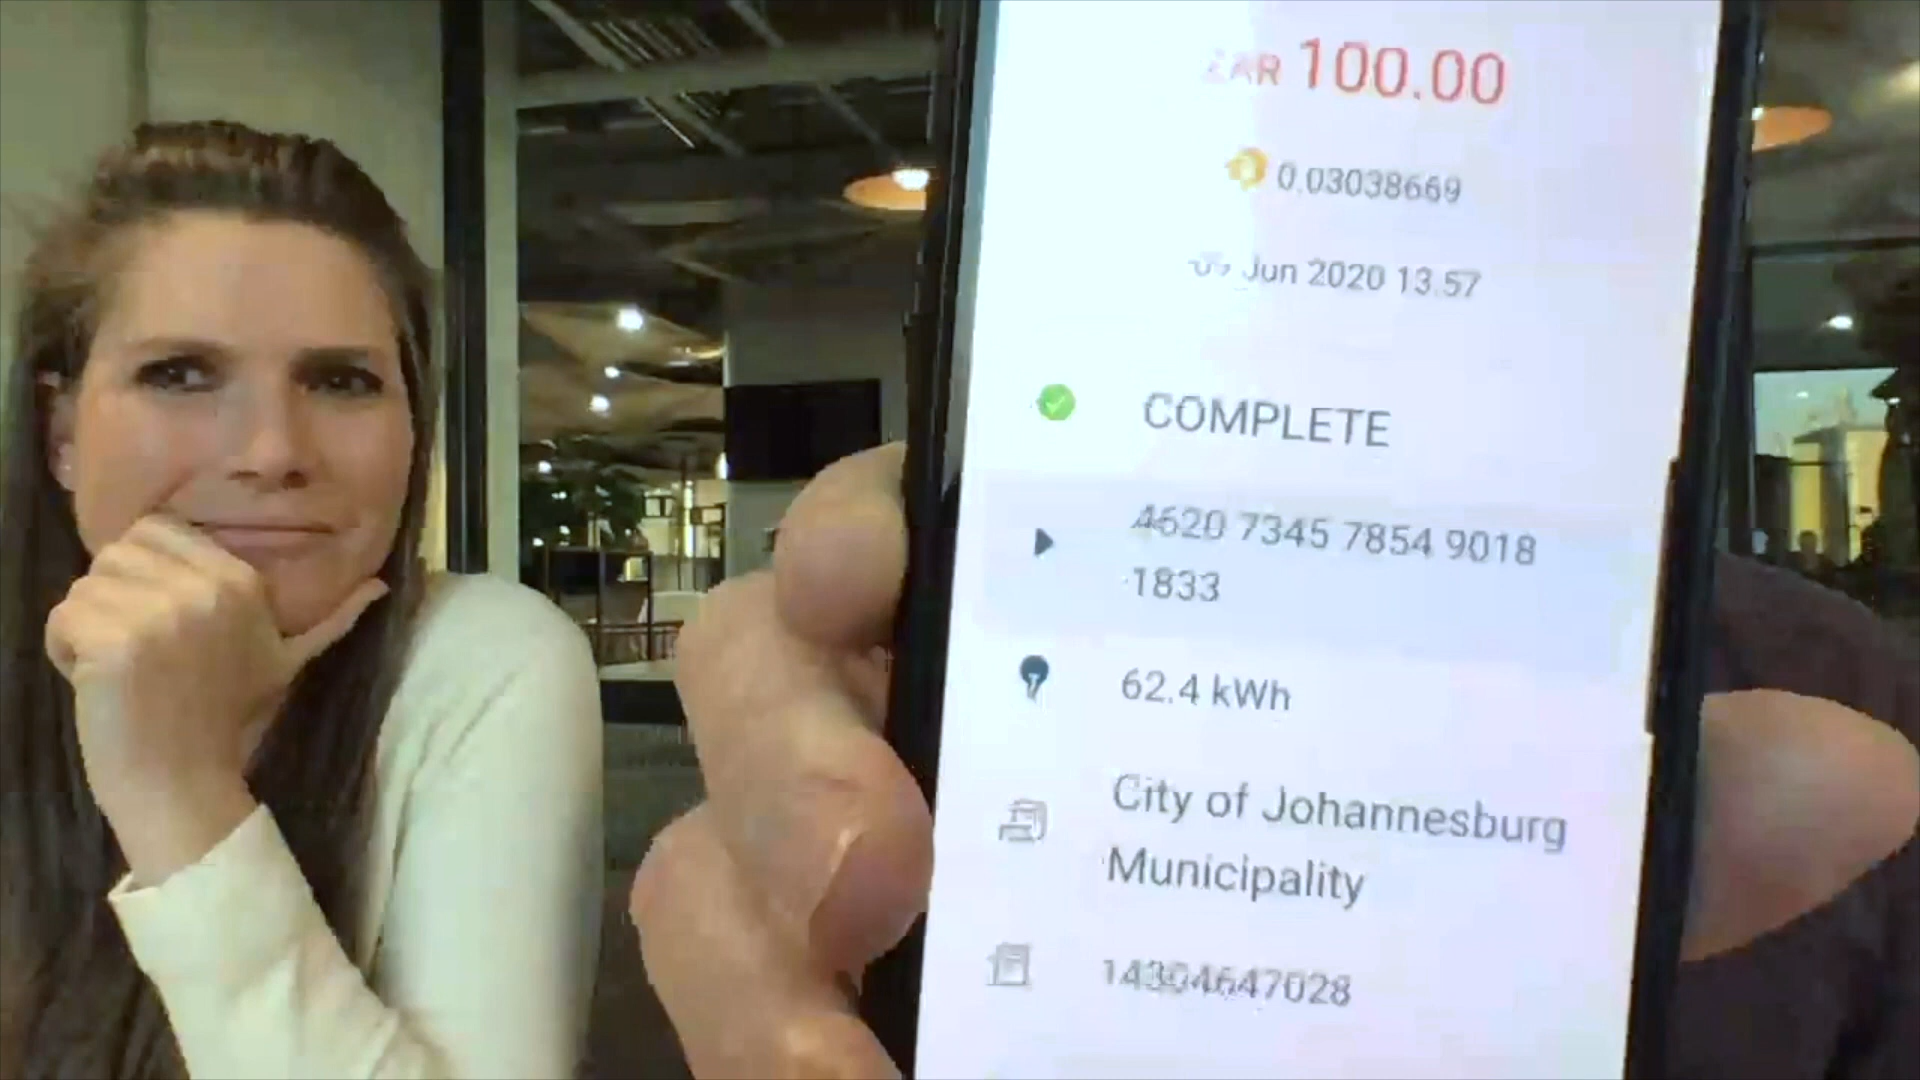 ZAR 100.00
0.03038669
Jun 2020 13.57
COMPLETE
4620 7345 7854 9018
1833
62.4 kWh
City of Johannesburg
Municipality
14304647028